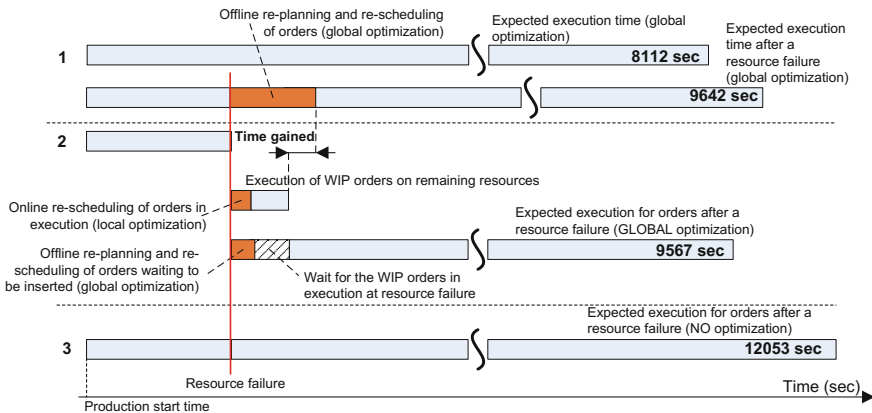 Offline re-planning and re-scheduling
of orders (global optimization)
Expected execution time (global
optimization)
Expected execution
time after a
resource failure
(global optimization)
1
8112 sec
9642 sec
2
Time gained
Execution of WIP orders on remaining resources
Online re-scheduling of orders in
execution (local optimization)
Expected execution for orders after a
resource failure (GLOBAL optimization)
9567 sec
Offline re-planning and re-
scheduling of orders waiting to
be inserted (global optimization)
Wait for the WIP orders in
execution at resource failure
Expected execution for orders after a
resource failure (NO optimization)
3
12053 sec
Resource failure
Time (sec)
Production start time